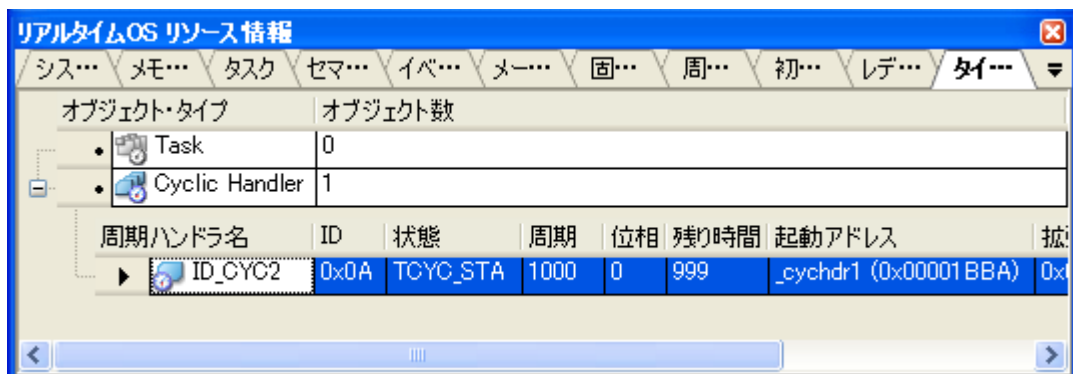 リアルタイムOS リソース情報
シス… メモ… タスク セマ… イベ… メー… 固… 周… 初… レデ… タイ…
オブジェクト・タイプ オブジェクト数
Task 0
Cyclic Handler 1
周期ハンドラ名 ID 状態 周期 位相 残り時間 起動アドレス 拡
ID_CYC2 0x0A TCYC_STA 1000 0 999 _cychdr1 (0x00001BBA) 0x